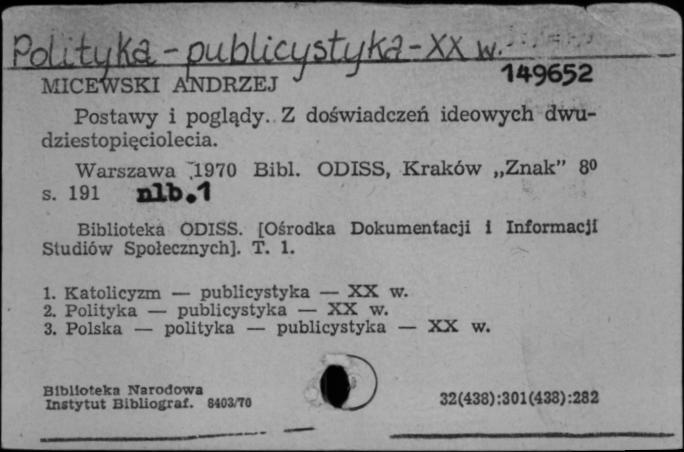 Polityka - publicystyka - XX w.
149652
MICEWSKI ANDRZEJ
Postawy i poglądy. Z doświadczeń ideowych dwu-
dziestopięciolecia.
Warszawa 1970 Bibl. ODISS, Kraków „Znak” 8⁰
s. 191 nlb.1
Biblioteka ODISS. [Ośrodka Dokumentacji i Informacji
Studiów Społecznych]. T. 1.
1. Katolicyzm — publicystyka — XX w.
2. Polityka — publicystyka — XX w.
3. Polska — polityka — publicystyka — XX w.
Biblioteka Narodowa
Instytut Bibliograf. 8403/70
32(438):301(438):282